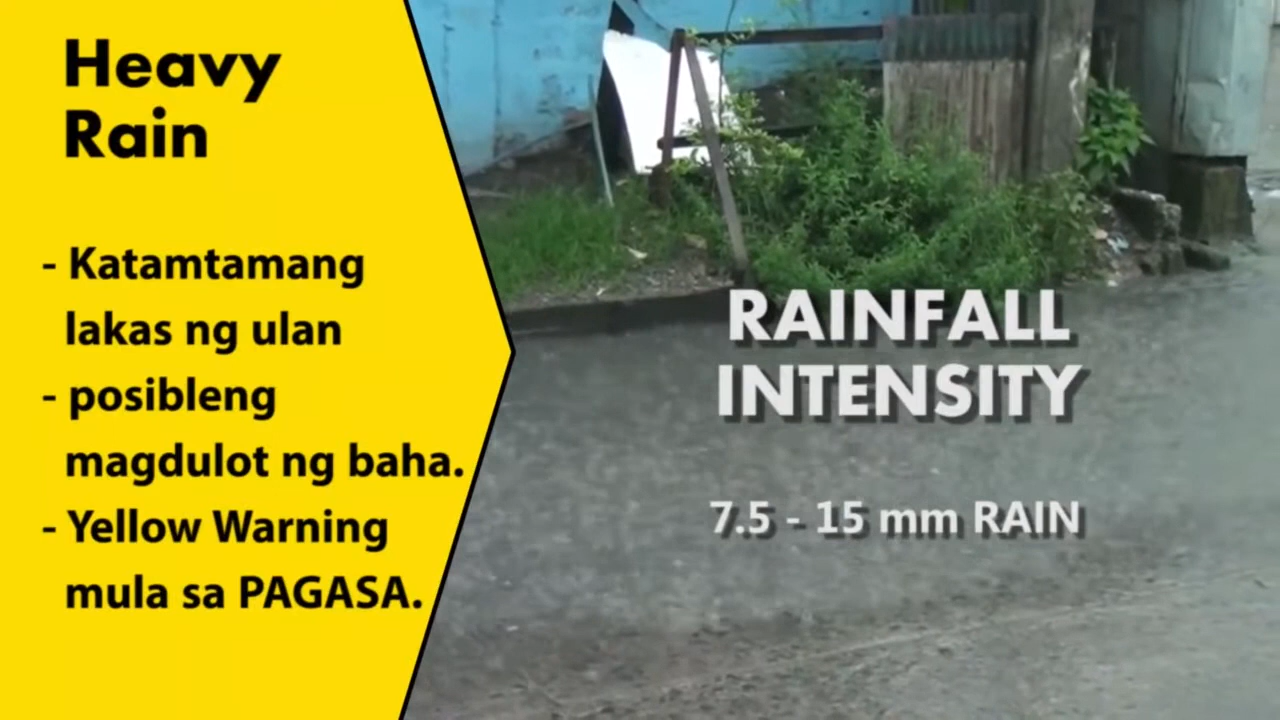 Heavy
Rain
- Katamtamang
lakas ng ulan
- posibleng
magdulot ng baha.
- Yellow Warning
mula sa PAGASA.
RAINFALL
INTENSITY
7.5 - 15 mm RAIN